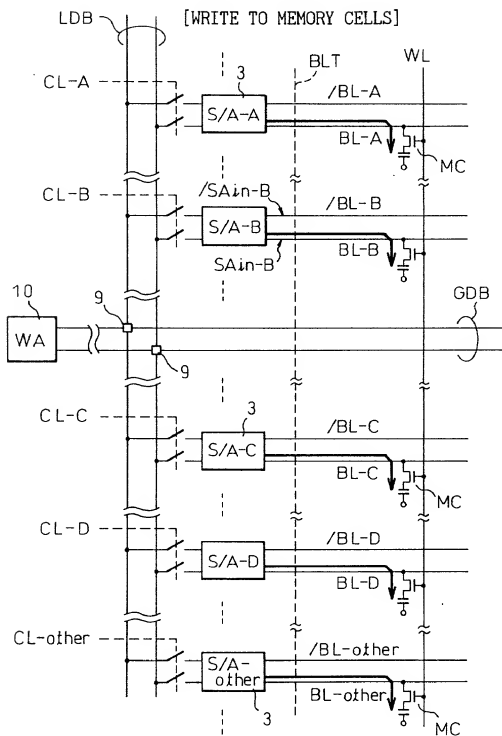 LDB
[WRITE TO MEMORY CELLS]
CL-A
3
BLT
WL
/BL-A
S/A-A
BL-A
MC
CL-B
/SAin-B
/BL-B
S/A-B
BL-B
SAin-B
10
9
GDB
WA
9
CL-C
3
/BL-C
S/A-C
BL-C
MC
CL-D
/BL-D
S/A-D
BL-D
CL-other
/BL-other
S/A-
other
BL-other
3
MC